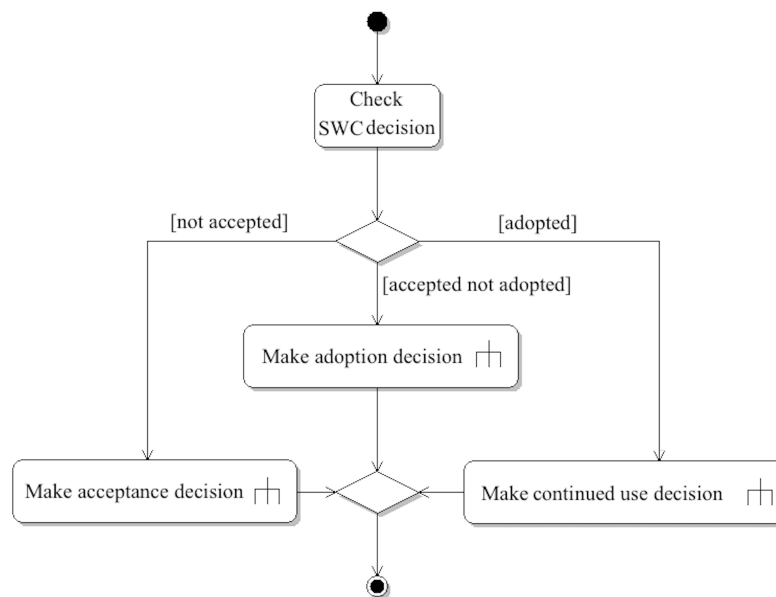 Check
SWC decision
[not accepted]
[adopted]
[accepted not adopted]
Make adoption decision
Make acceptance decision
Make continued use decision